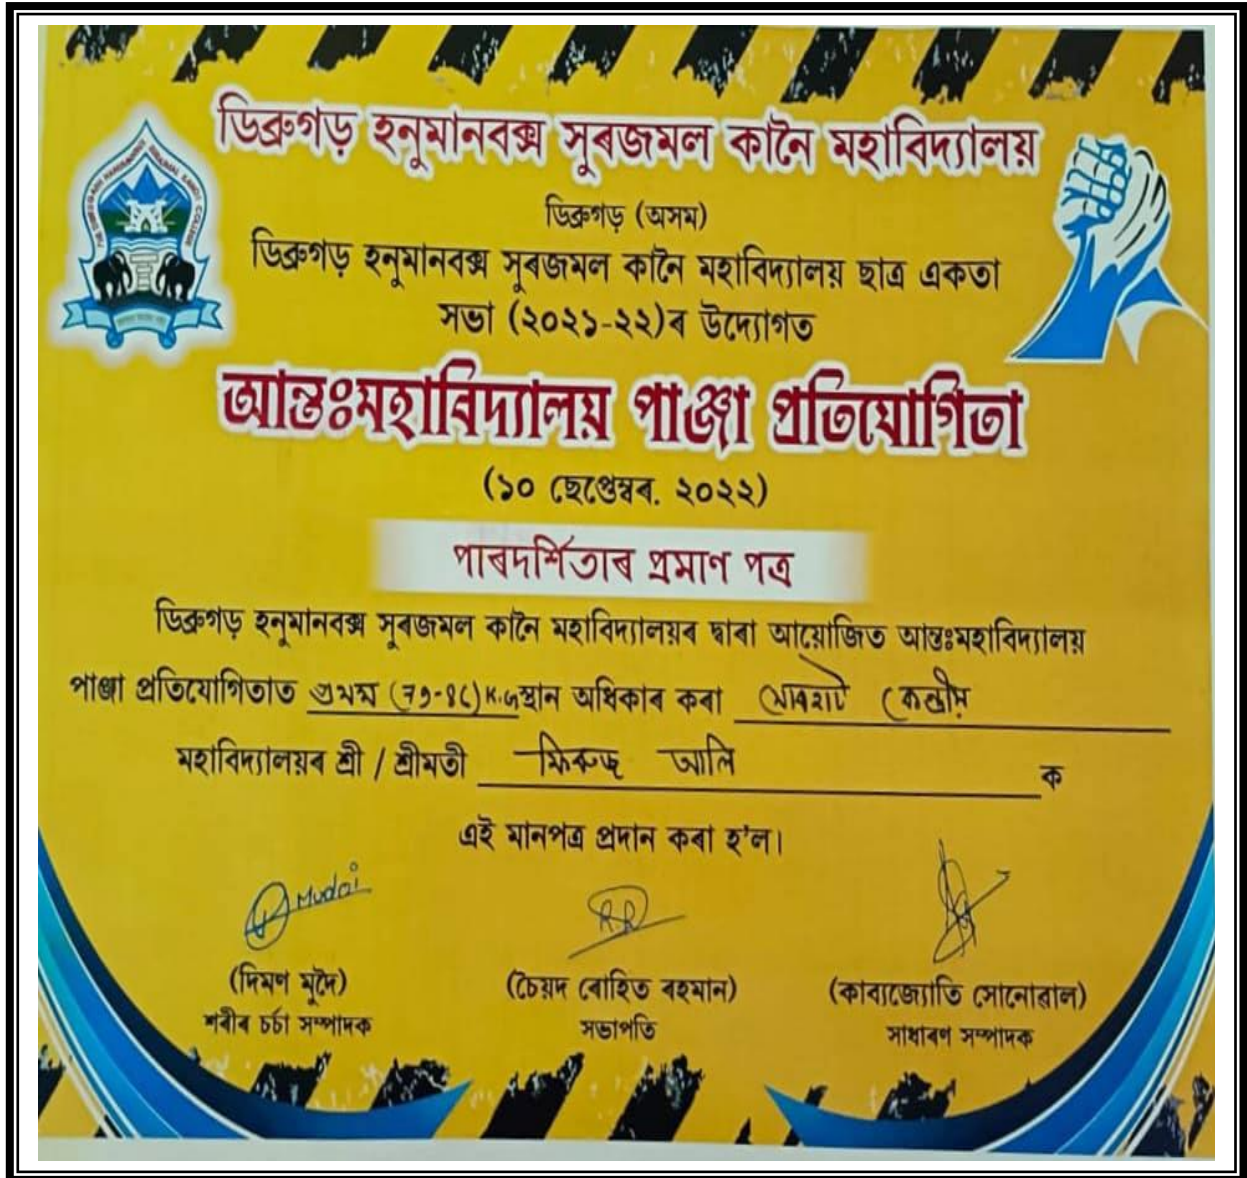 ডিব্ৰুগড় হনুমানবক্স সুৰজমল কানৈ মহাবিদ্যালয়
ডিব্ৰুগড় (অসম)
ডিব্ৰুগড় হনুমানবক্স সুৰজমল কানৈ মহাবিদ্যালয় ছাত্ৰ একতা
সভা (২০২১-২২)ৰ উদ্যোগত
আন্তঃমহাবিদ্যালয় পাঞ্জা প্ৰতিযোগিতা
(১০ ছেপ্তেম্বৰ, ২০২২)
পাৰদৰ্শিতাৰ প্ৰমাণ পত্ৰ
ডিব্ৰুগড় হনুমানবক্স সুৰজমল কানৈ মহাবিদ্যালয়ৰ দ্বাৰা আয়োজিত আন্তঃমহাবিদ্যালয়
পাঞ্জা প্ৰতিযোগিতাত প্ৰথম K.G স্থান অধিকাৰ কৰা যোৰহাট কেন্দ্ৰীয়
মহাবিদ্যালয়ৰ শ্ৰী / শ্ৰীমতী ফিৰুজ আলি ক
এই মানপত্ৰ প্ৰদান কৰা হ'ল।
Mudoi
R.R
(দিমণ মুদৈ)
(চৈয়দ ৰোহিত ৰহমান)
(কাব্যজ্যোতি সোনোৱাল)
শৰীৰ চৰ্চা সম্পাদক
সভাপতি
সাধাৰণ সম্পাদক